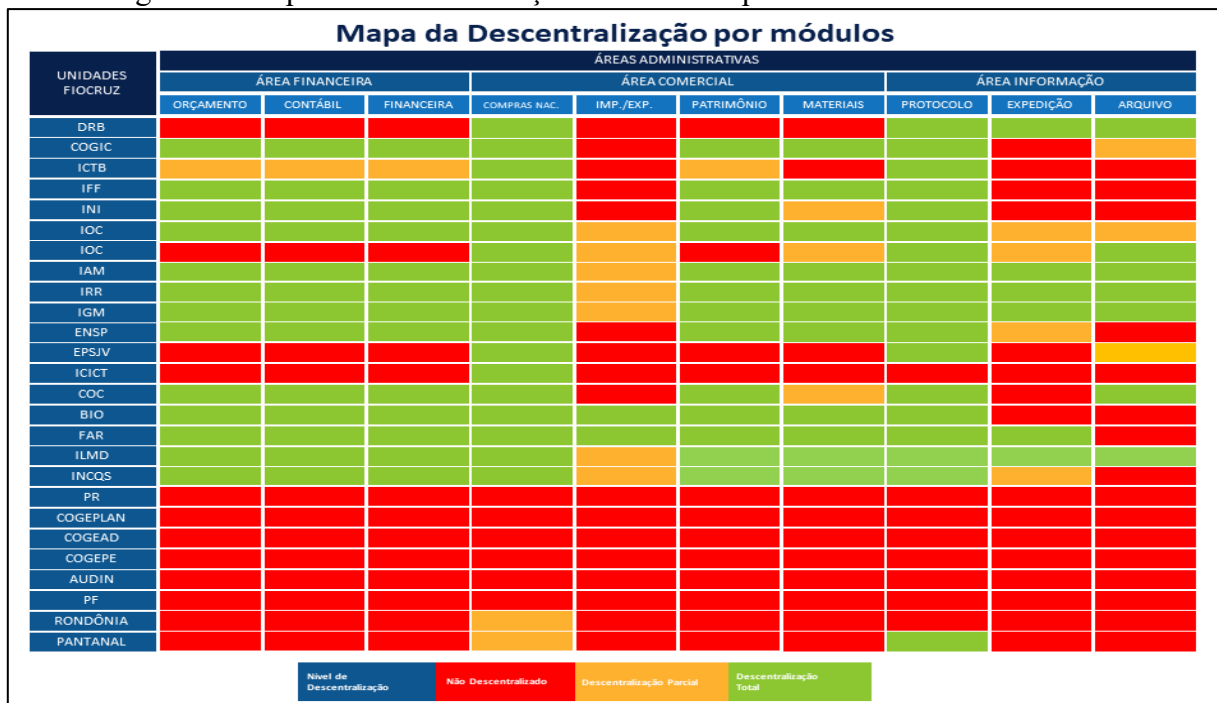 Mapa da Descentralização por módulos
UNIDADES FIOCRUZ
ÁREAS ADMINISTRATIVAS
ÁREA FINANCEIRA ÁREA COMERCIAL ÁREA INFORMAÇÃO
ORÇAMENTO CONTÁBIL FINANCEIRA COMPRAS NAC. IMP./EXP. PATRIMÔNIO MATERIAIS PROTOCOLO EXPEDIÇÃO ARQUIVO
DRB
COGIC
ICTB
IFF
INI
IOC
IOC
IAM
IRR
IGM
ENSP
EPSJV
ICICT
COC
BIO
FAR
ILMD
INCQS
PR
COGEPLAN
COGEAD
COGEPE
AUDIN
PF
RONDÔNIA
PANTANAL
Nível de Descentralização Não Descentralizado Descentralização Parcial Descentralização Total